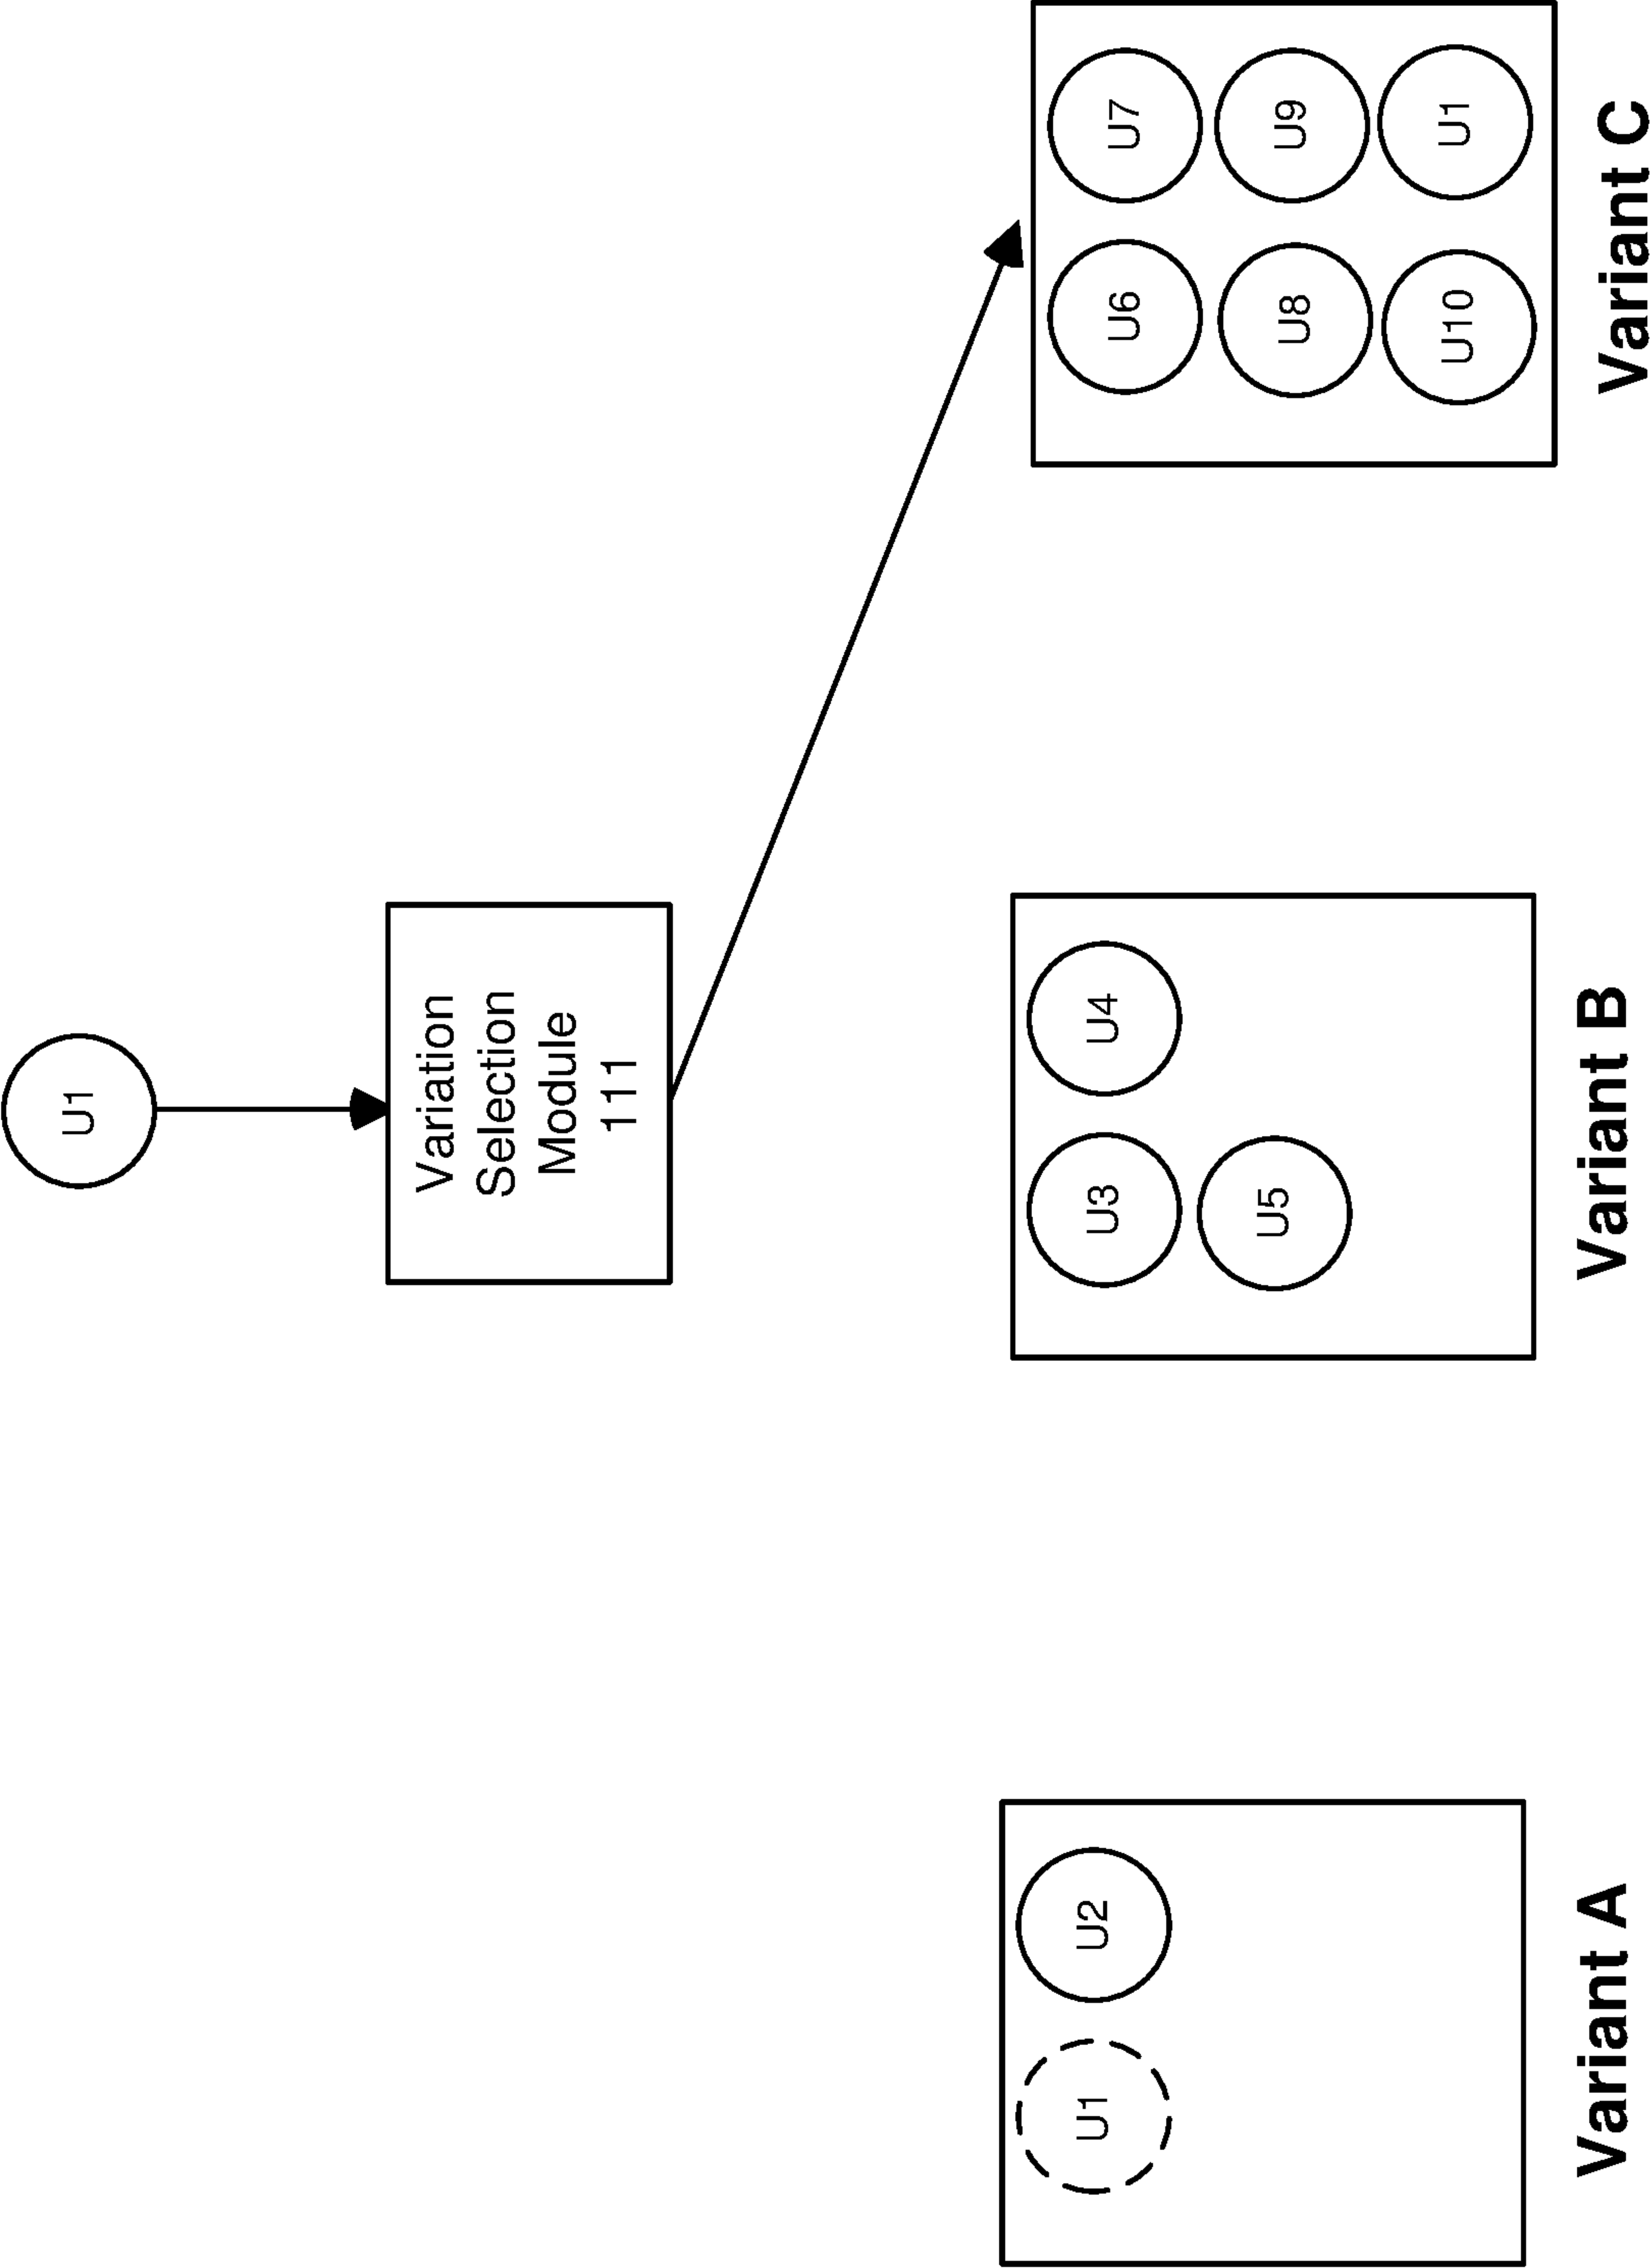 U1
Variation
Selection
Module
111
U1
U2
Variant A
U3
U4
U5
Variant B
U6
U7
U8
U9
U10
U1
Variant C